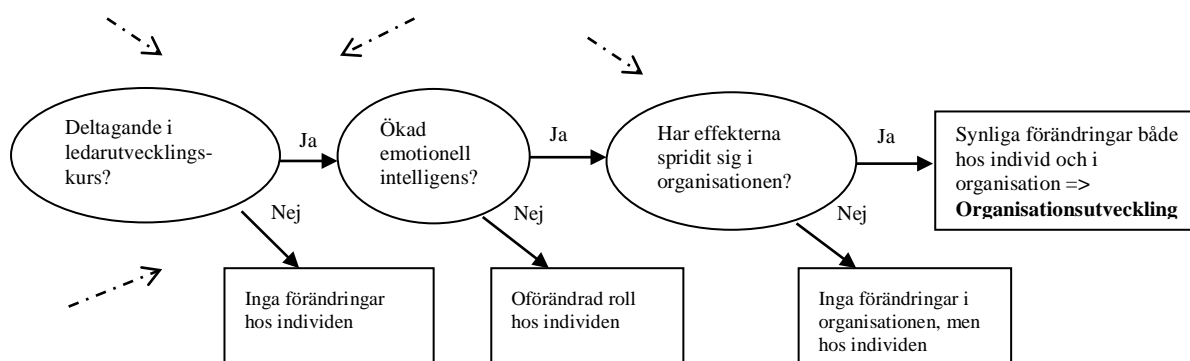 Deltagande i
ledarutvecklings-
kurs?
Ja
Nej
Inga förändringar
hos individen
Ökad
emotionell
intelligens?
Ja
Nej
Oförändrad roll
hos individen
Har effekterna
spridit sig i
organisationen?
Ja
Nej
Inga förändringar i
organisationen, men
hos individen
Synliga förändringar både
hos individ och i
organisation =>
Organisationsutveckling